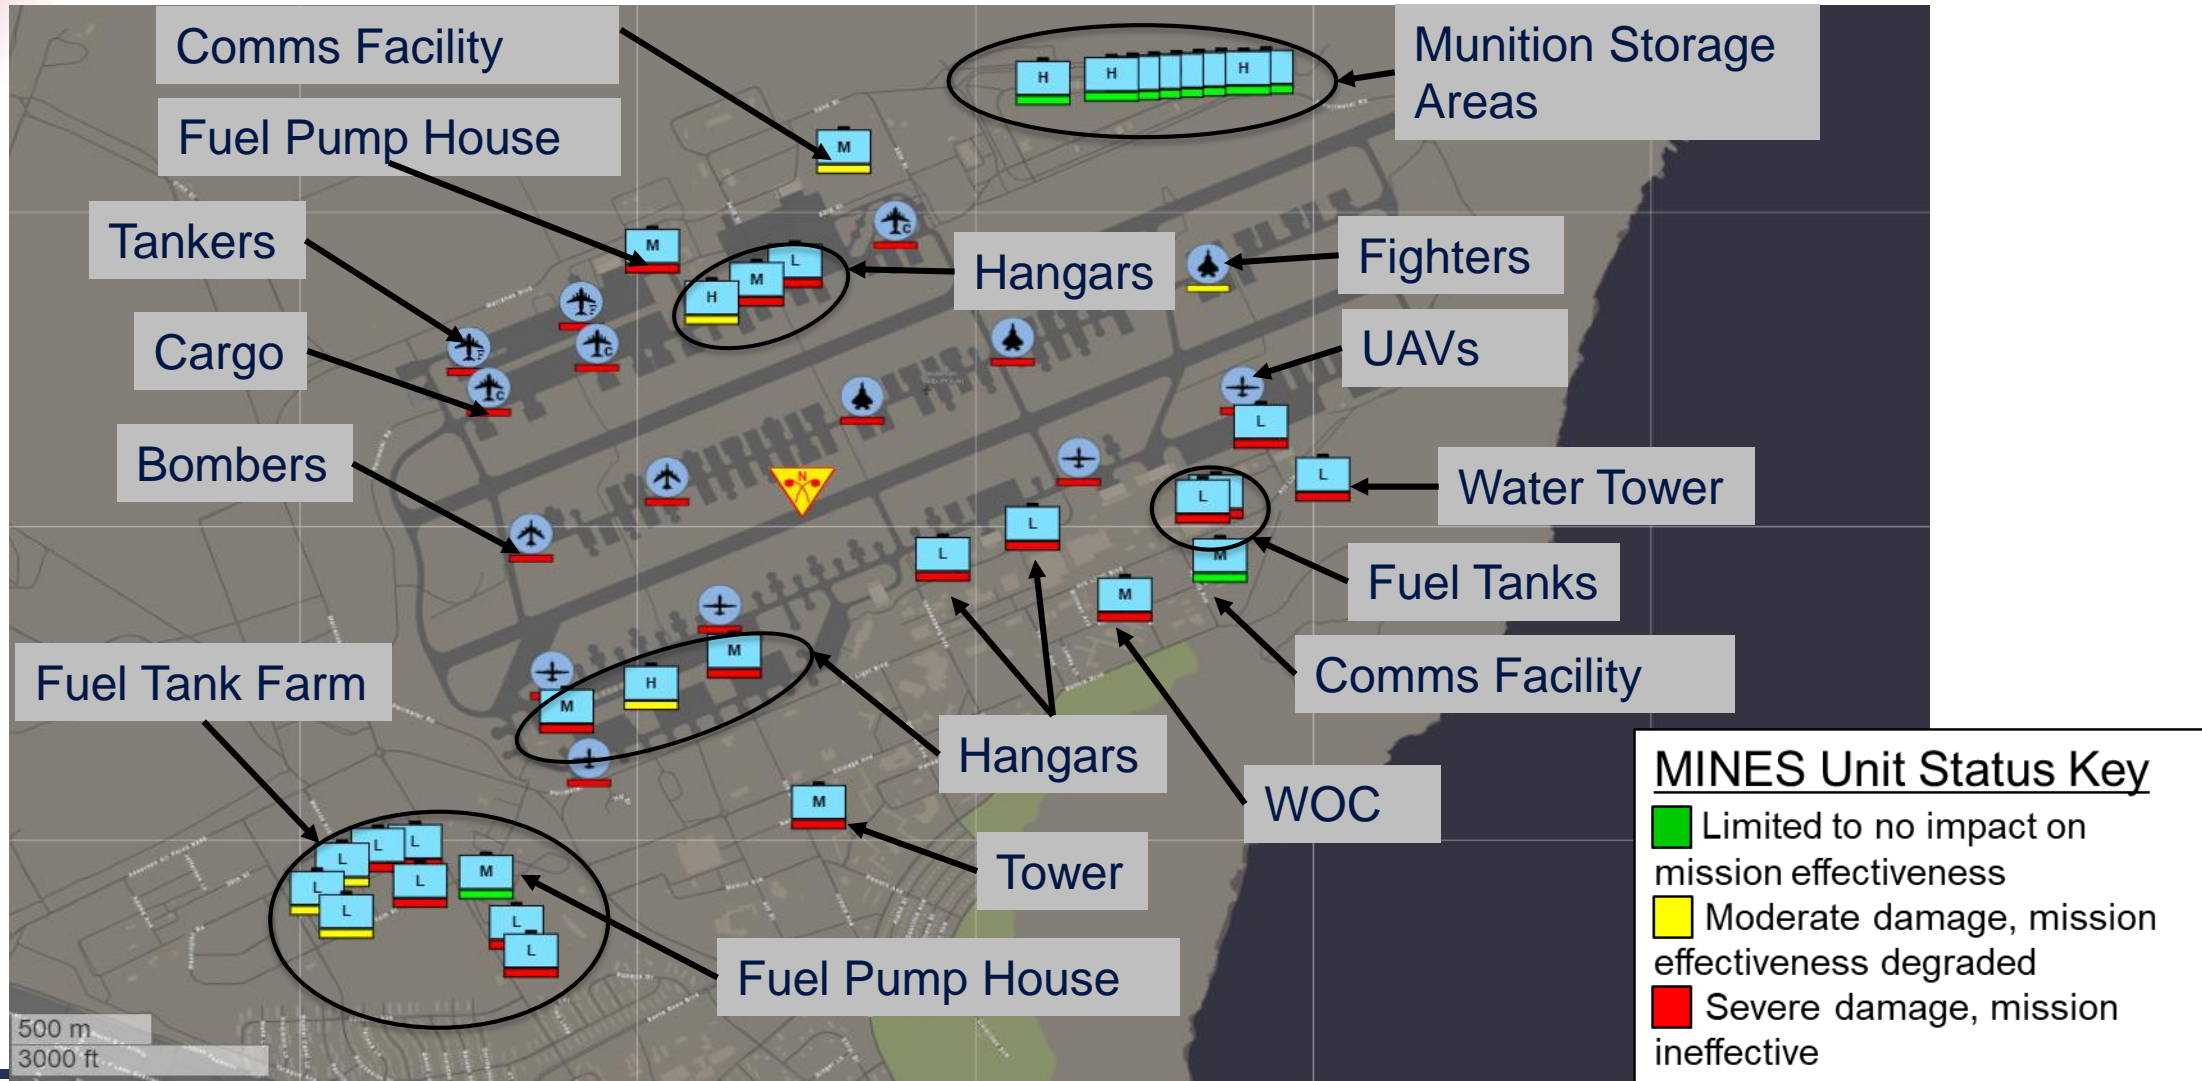 Comms Facility
Munition Storage
Areas
Fuel Pump House
H
H
H
M
Tankers
M
C
Hangars
Fighters
L
M
H
F
Cargo
F
C
C
UAVs
L
Bombers
N
L
Water Tower
L
L
L
M
Fuel Tanks
M
Fuel Tank Farm
M
H
M
Comms Facility
Hangars
WOC
M
Tower
L
L
L
L
L
L
M
L
L
Fuel Pump House
500 m
3000 ft
MINES Unit Status Key
Limited to no impact on
mission effectiveness
Moderate damage, mission
effectiveness degraded
Severe damage, mission
ineffective